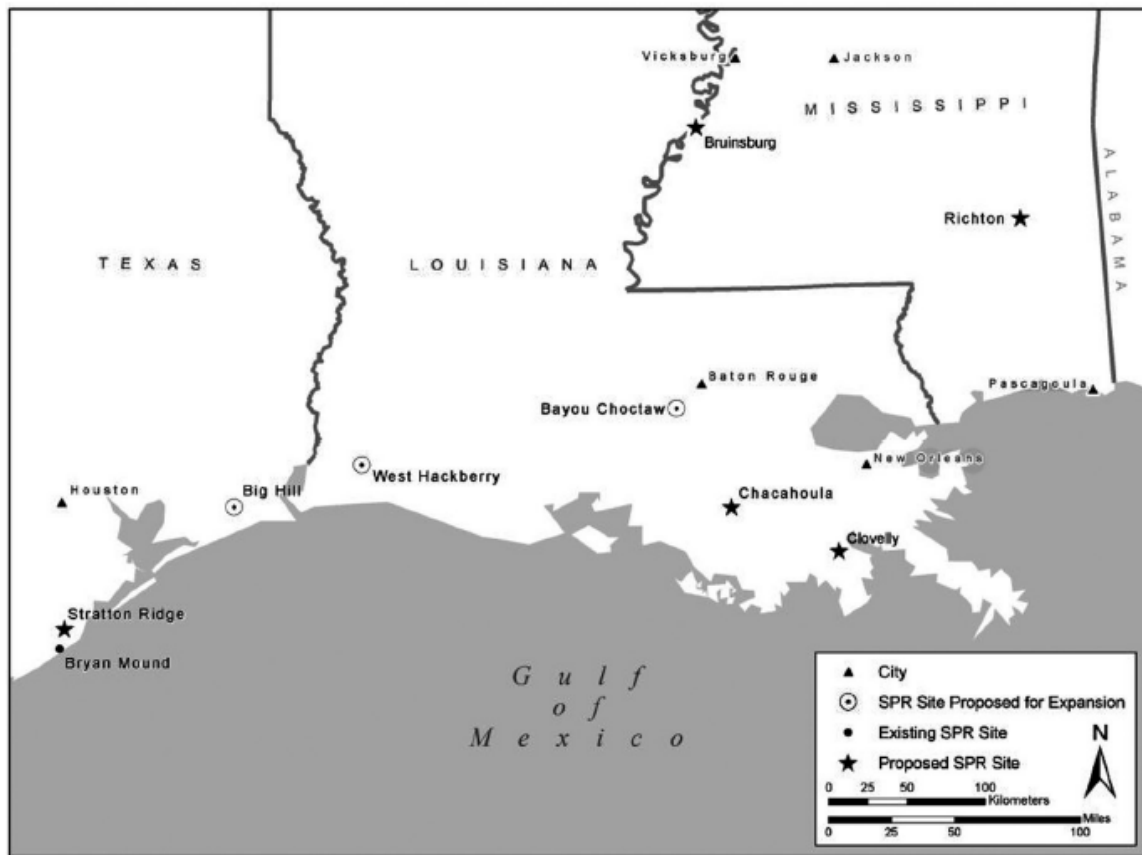 Vicksburg
Jackson
MISSISSIPPI
Bruinsburg
ALABAMA
Richton
TEXAS
LOUISIANA
Baton Rouge
Pascagoula
Bayou Choctaw
New Orleans
West Hackberry
Houston
Big Hill
Chacahoula
Clovelly
Stratton Ridge
Bryan Mound
Gulf
of
Mexico
City
SPR Site Proposed for Expansion
Existing SPR Site
Proposed SPR Site
N
0 25 50 100
Kilometers
Miles
0 25 50 100